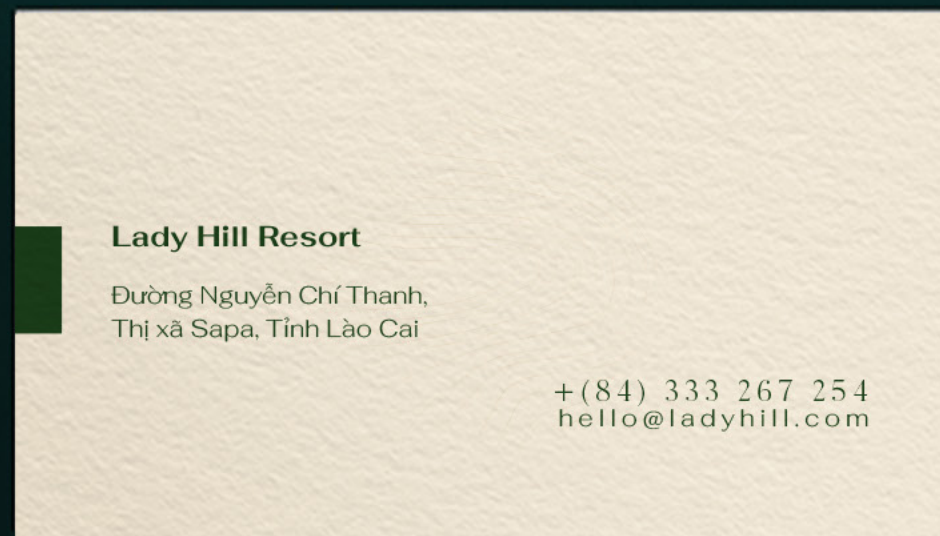 Lady Hill Resort
Đường Nguyễn Chí Thanh,
Thị xã Sapa, Tỉnh Lào Cai
+(84) 333 267 254
hello@ladyhill.com